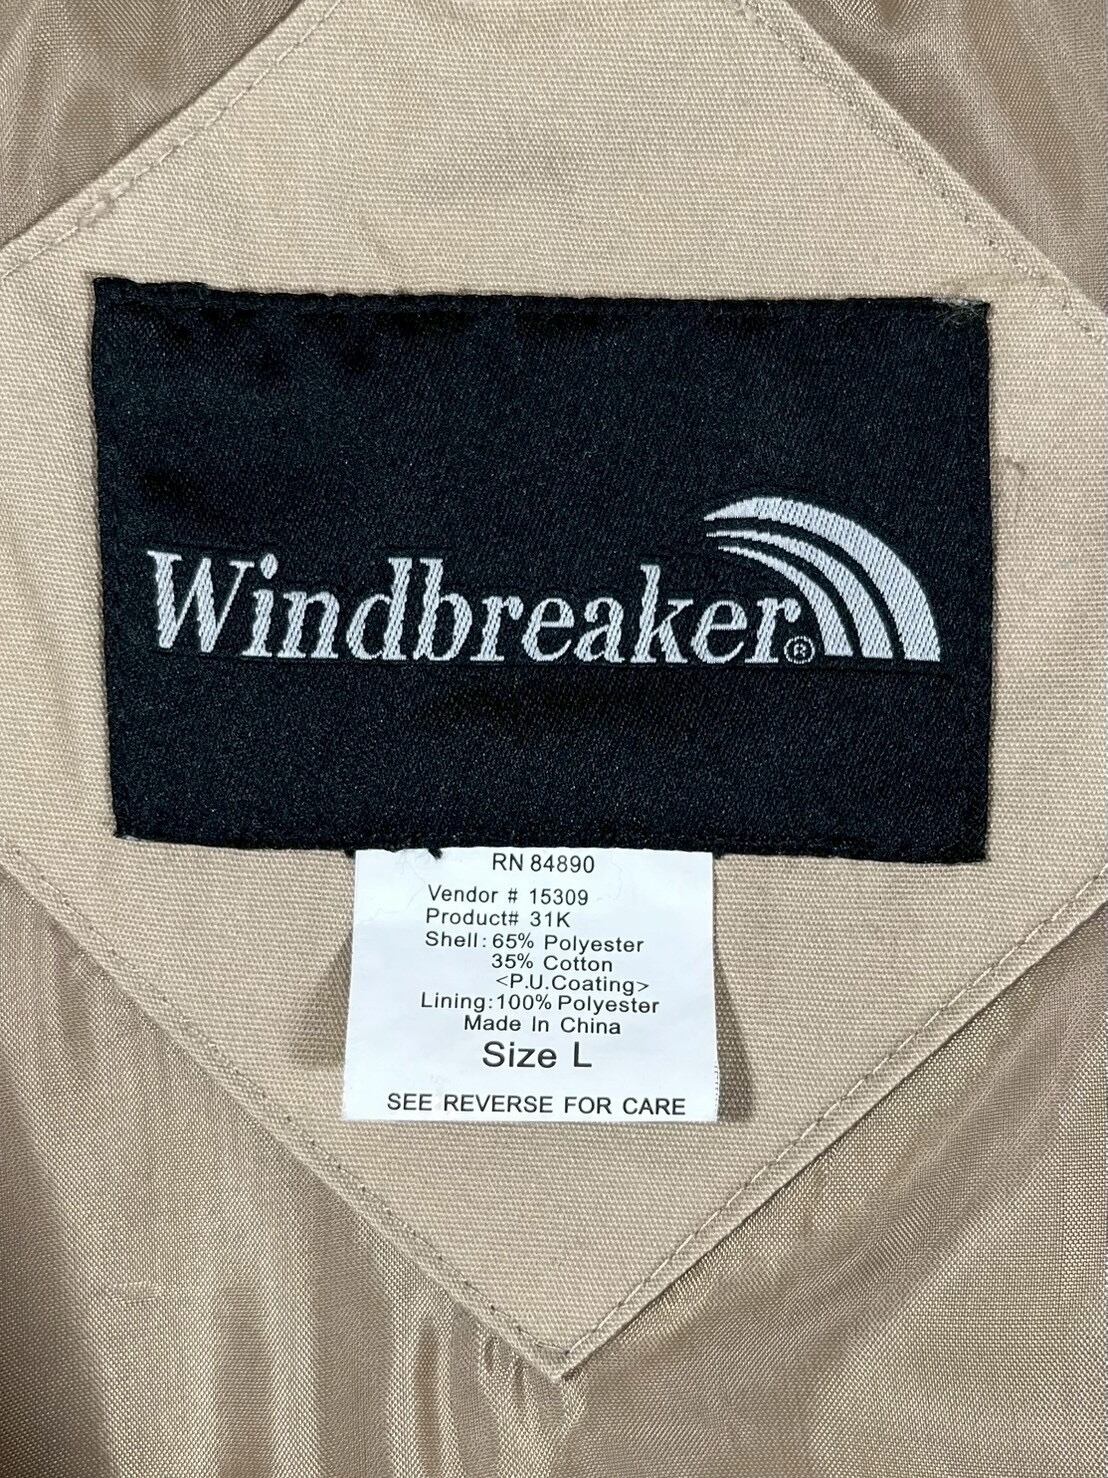 Windbreaker®
RN 84890
Vendor # 15309
Product# 31K
Shell: 65% Polyester
35% Cotton
<P.U.Coating>
Lining:100% Polyester
Made In China
Size L
SEE REVERSE FOR CARE